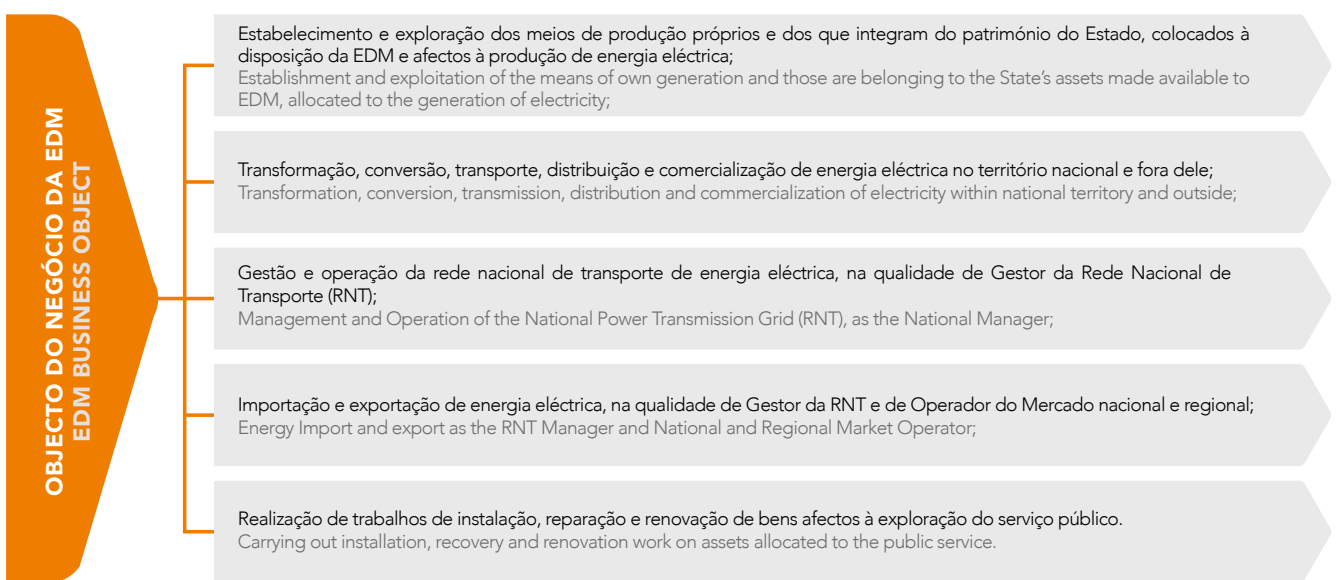 OBJECTO DO NEGÓCIO DA EDM
EDM BUSINESS OBJECT
Estabelecimento e exploração dos meios de produção próprios e dos que integram do património do Estado, colocados à
disposição da EDM e afectos à produção de energia eléctrica;
Establishment and exploitation of the means of own generation and those are belonging to the State's assets made available to
EDM, allocated to the generation of electricity;
Transformação, conversão, transporte, distribuição e comercialização de energia eléctrica no território nacional e fora dele;
Transformation, conversion, transmission, distribution and commercialization of electricity within national territory and outside;
Gestão e operação da rede nacional de transporte de energia eléctrica, na qualidade de Gestor da Rede Nacional de
Transporte (RNT);
Management and Operation of the National Power Transmission Grid (RNT), as the National Manager;
Importação e exportação de energia eléctrica, na qualidade de Gestor da RNT e de Operador do Mercado nacional e regional;
Energy Import and export as the RNT Manager and National and Regional Market Operator;
Realização de trabalhos de instalação, reparação e renovação de bens afectos à exploração do serviço público.
Carrying out installation, recovery and renovation work on assets allocated to the public service.